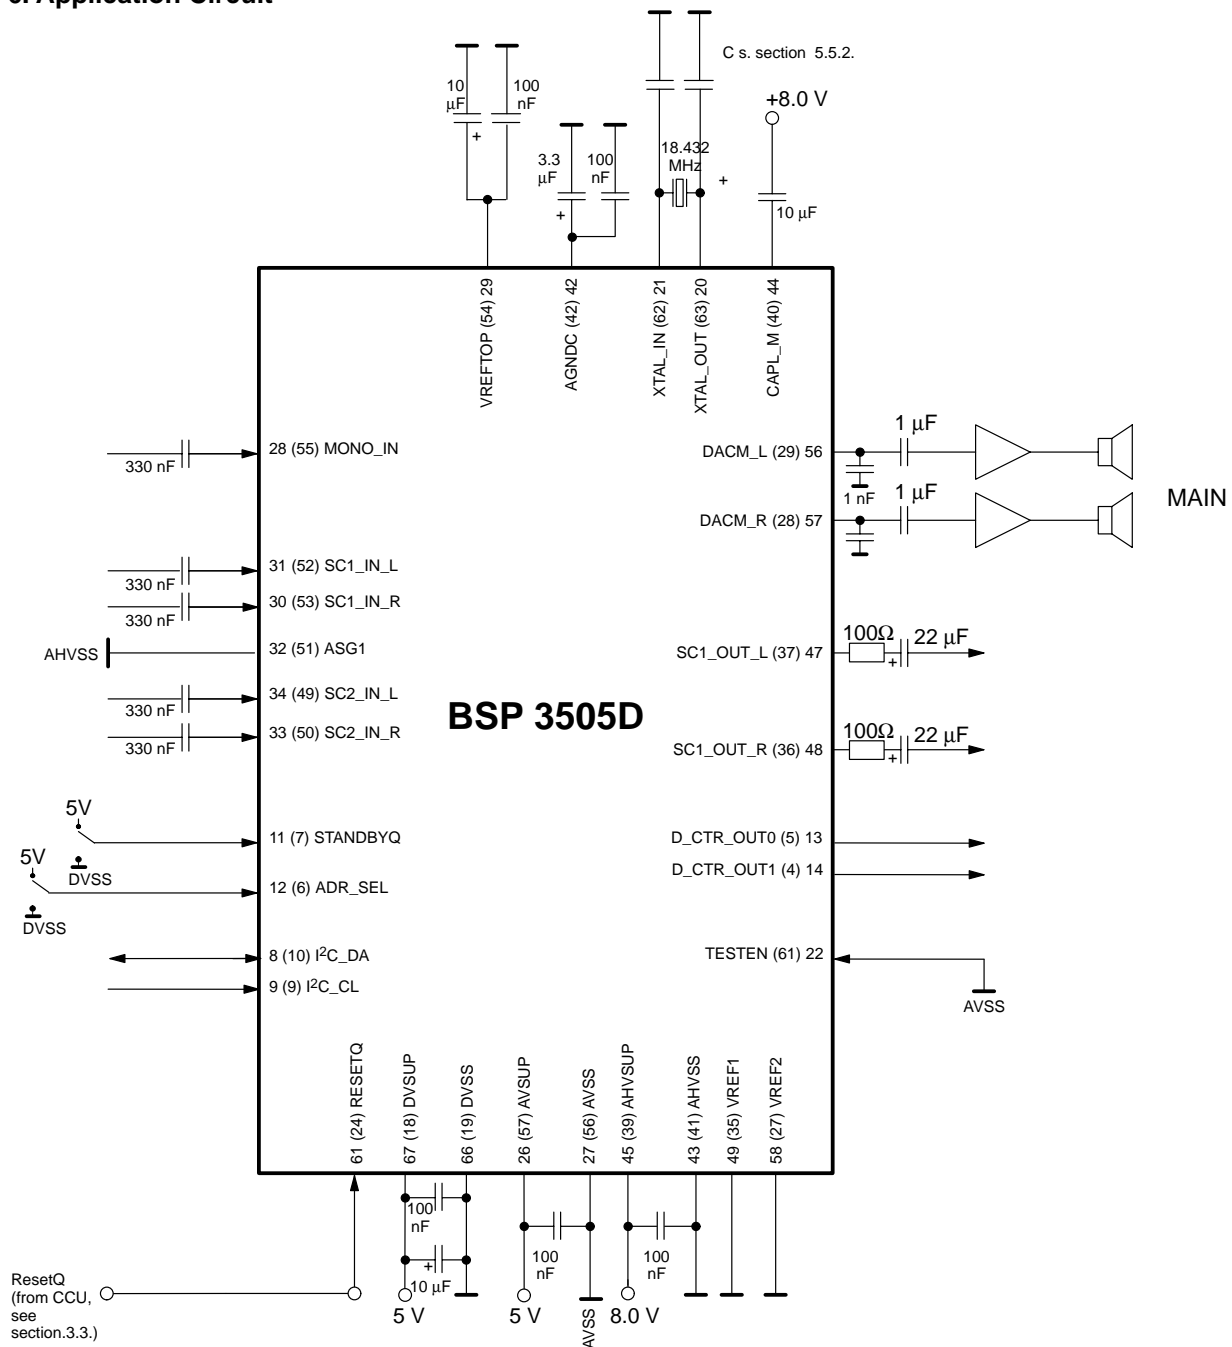 C s. section 5.5.2.
10
µF
100
nF
+
3.3
µF
100
nF
+
18.432
MHz
+
+8.0 V
10 µF
VREFTOP (54) 29
AGNDC (42) 42
XTAL_IN (62) 21
XTAL_OUT (63) 20
CAPL_M (40) 44
330 nF
28 (55) MONO_IN
330 nF
31 (52) SC1_IN_L
330 nF
30 (53) SC1_IN_R
AHVSS
32 (51) ASG1
330 nF
34 (49) SC2_IN_L
330 nF
33 (50) SC2_IN_R
5V
DVSS
11 (7) STANDBYQ
5V
DVSS
12 (6) ADR_SEL
8 (10) I²C_DA
9 (9) I²C_CL
BSP 3505D
DACM_L (29) 56
1 µF
1 nF
DACM_R (28) 57
1 µF
MAIN
SC1_OUT_L (37) 47
100Ω
+
22 µF
SC1_OUT_R (36) 48
100Ω
+
22 µF
D_CTR_OUT0 (5) 13
D_CTR_OUT1 (4) 14
TESTEN (61) 22
AVSS
61 (24) RESETQ
67 (18) DVSUP
66 (19) DVSS
26 (57) AVSUP
27 (56) AVSS
45 (39) AHVSUP
43 (41) AHVSS
49 (35) VREF1
58 (27) VREF2
100
nF
+
10 µF
100
nF
100
nF
5 V
5 V
AVSS
8.0 V
ResetQ
(from CCU,
see
section.3.3.)